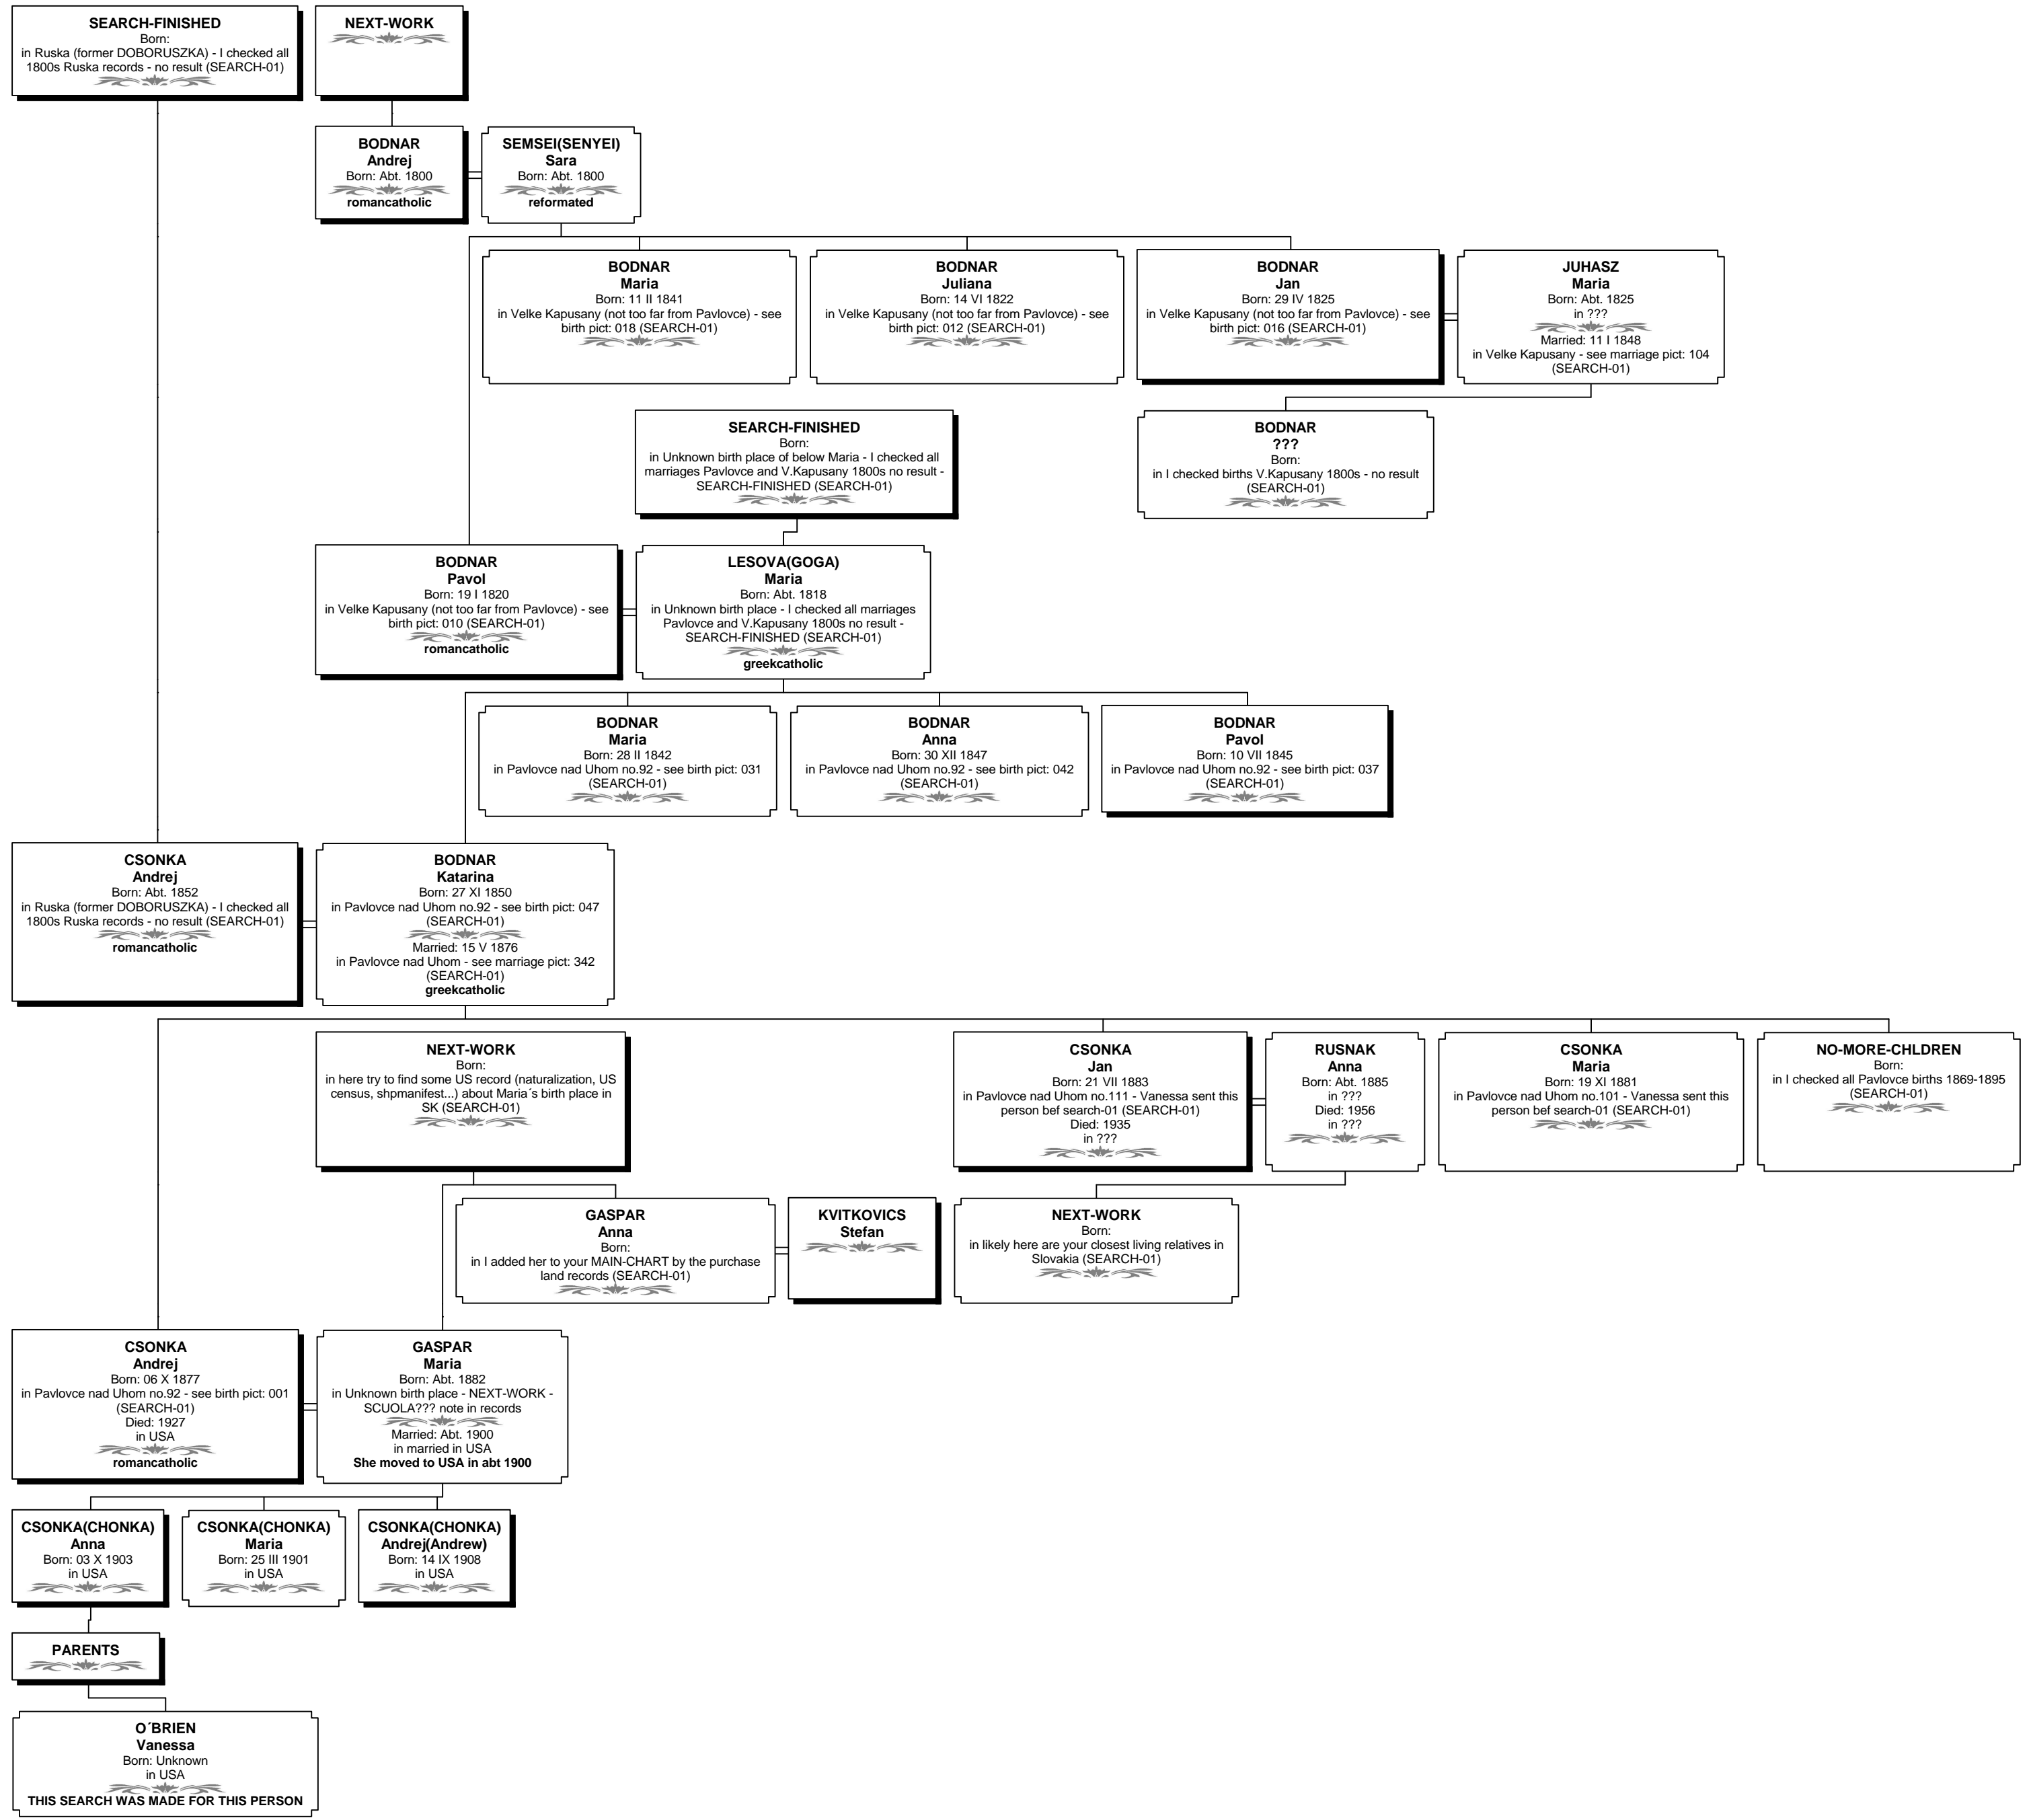 SEARCH-FINISHED
Born:
in Ruska (former DOBORUSZKA) - I checked all
1800s Ruska records - no result (SEARCH-01)
NEXT-WORK
BODNAR
Andrej
Born: Abt. 1800
romancatholic
SEMSEI(SENYEI)
Sara
Born: Abt. 1800
reformated
BODNAR
Maria
Born: 11 II 1841
in Velke Kapusany (not too far from Pavlovce) - see
birth pict: 018 (SEARCH-01)
BODNAR
Juliana
Born: 14 VI 1822
in Velke Kapusany (not too far from Pavlovce) - see
birth pict: 012 (SEARCH-01)
BODNAR
Jan
Born: 29 IV 1825
in Velke Kapusany (not too far from Pavlovce) - see
birth pict: 016 (SEARCH-01)
JUHASZ
Maria
Born: Abt. 1825
in ???
Married: 11 I 1848
in Velke Kapusany - see marriage pict: 104
(SEARCH-01)
SEARCH-FINISHED
Born:
in Unknown birth place of below Maria - I checked all
marriages Pavlovce and V.Kapusany 1800s no result -
SEARCH-FINISHED (SEARCH-01)
BODNAR
???
Born:
in I checked births V.Kapusany 1800s - no result
(SEARCH-01)
BODNAR
Pavol
Born: 19 I 1820
in Velke Kapusany (not too far from Pavlovce) - see
birth pict: 010 (SEARCH-01)
romancatholic
LESOVA(GOGA)
Maria
Born: Abt. 1818
in Unknown birth place - I checked all marriages
Pavlovce and V.Kapusany 1800s no result -
SEARCH-FINISHED (SEARCH-01)
greekcatholic
BODNAR
Maria
Born: 28 II 1842
in Pavlovce nad Uhom no.92 - see birth pict: 031
(SEARCH-01)
BODNAR
Anna
Born: 30 XII 1847
in Pavlovce nad Uhom no.92 - see birth pict: 042
(SEARCH-01)
BODNAR
Pavol
Born: 10 VII 1845
in Pavlovce nad Uhom no.92 - see birth pict: 037
(SEARCH-01)
CSONKA
Andrej
Born: Abt. 1852
in Ruska (former DOBORUSZKA) - I checked all
1800s Ruska records - no result (SEARCH-01)
romancatholic
BODNAR
Katarina
Born: 27 XI 1850
in Pavlovce nad Uhom no.92 - see birth pict: 047
(SEARCH-01)
Married: 15 V 1876
in Pavlovce nad Uhom - see marriage pict: 342
(SEARCH-01)
greekcatholic
NEXT-WORK
Born:
in here try to find some US record (naturalization, US
census, shpmanifest...) about Maria´s birth place in
SK (SEARCH-01)
CSONKA
Jan
Born: 21 VII 1883
in Pavlovce nad Uhom no.111 - Vanessa sent this
person bef search-01 (SEARCH-01)
Died: 1935
in ???
RUSNAK
Anna
Born: Abt. 1885
in ???
Died: 1956
in ???
CSONKA
Maria
Born: 19 XI 1881
in Pavlovce nad Uhom no.101 - Vanessa sent this
person bef search-01 (SEARCH-01)
NO-MORE-CHLDREN
Born:
in I checked all Pavlovce births 1869-1895
(SEARCH-01)
GASPAR
Anna
Born:
in I added her to your MAIN-CHART by the purchase
land records (SEARCH-01)
KVITKOVICS
Stefan
NEXT-WORK
Born:
in likely here are your closest living relatives in
Slovakia (SEARCH-01)
CSONKA
Andrej
Born: 06 X 1877
in Pavlovce nad Uhom no.92 - see birth pict: 001
(SEARCH-01)
Died: 1927
in USA
romancatholic
GASPAR
Maria
Born: Abt. 1882
in Unknown birth place - NEXT-WORK -
SCUOLA??? note in records
Married: Abt. 1900
in married in USA
She moved to USA in abt 1900
CSONKA(CHONKA)
Anna
Born: 03 X 1903
in USA
CSONKA(CHONKA)
Maria
Born: 25 III 1901
in USA
CSONKA(CHONKA)
Andrej(Andrew)
Born: 14 IX 1908
in USA
PARENTS
O´BRIEN
Vanessa
Born: Unknown
in USA
THIS SEARCH WAS MADE FOR THIS PERSON